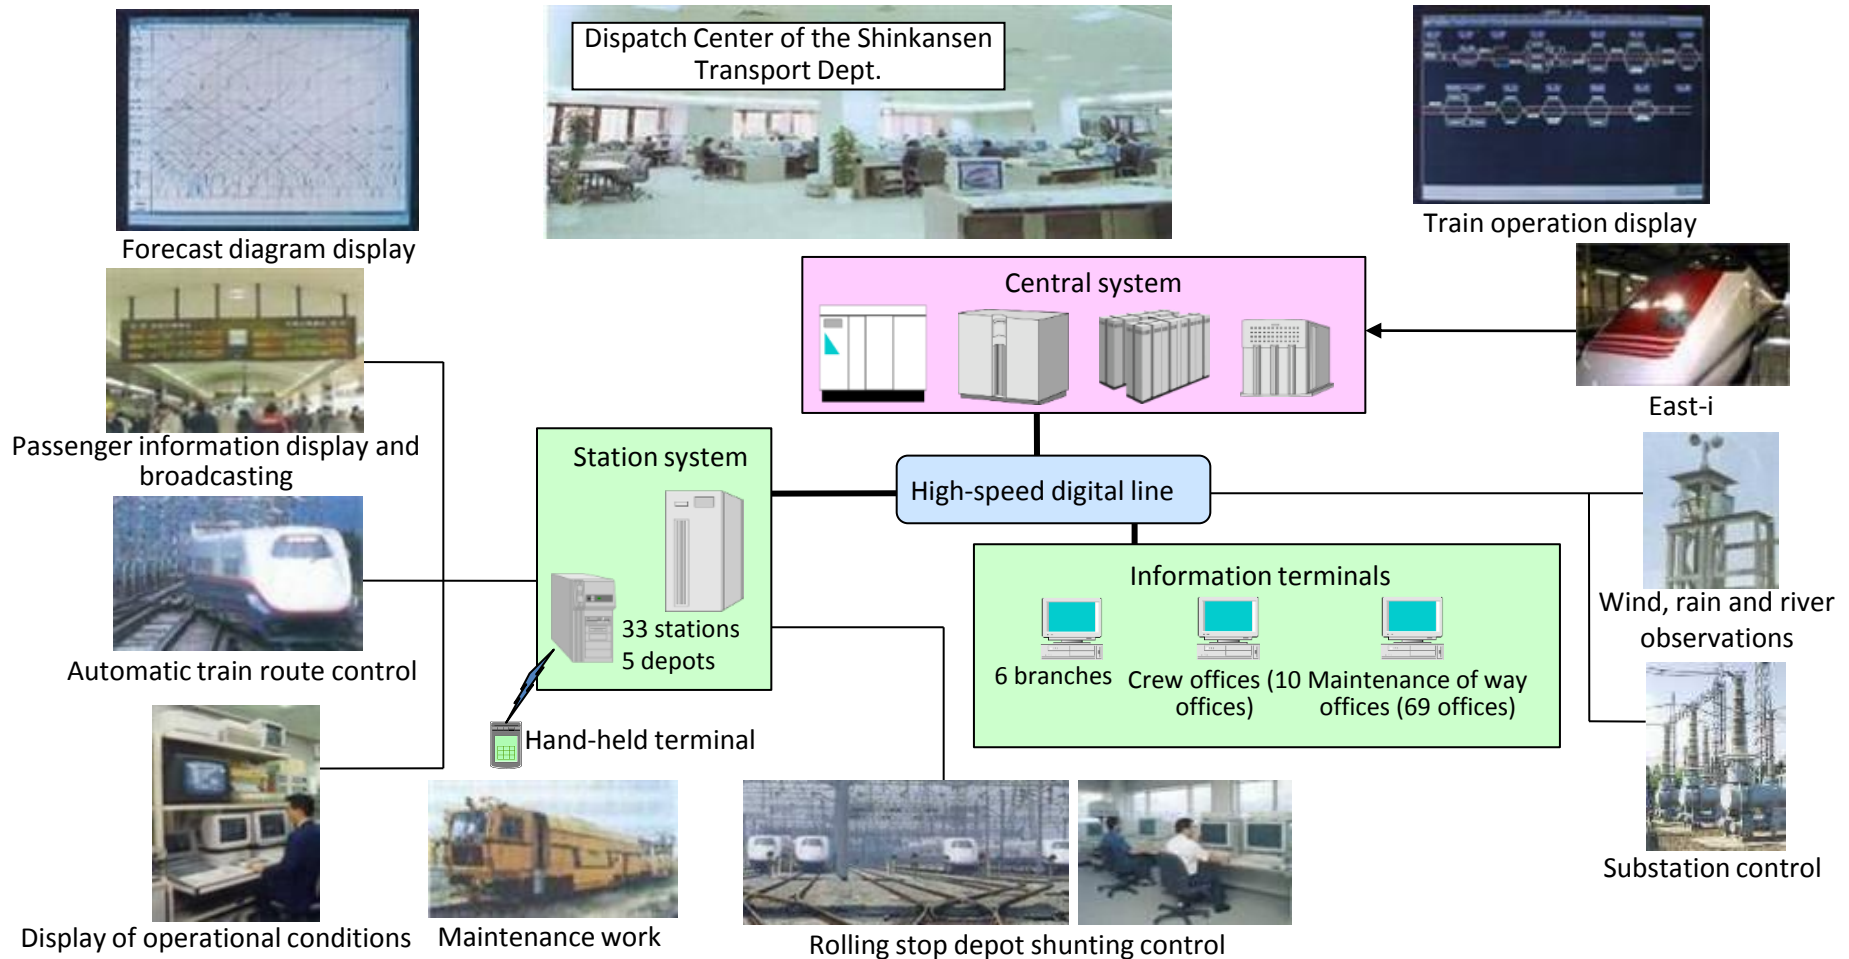 Dispatch Center of the Shinkansen
Transport Dept.
Forecast diagram display
Train operation display
Central system
East-i
Passenger information display and
broadcasting
Station system
High-speed digital line
33 stations
5 depots
Information terminals
6 branches
Crew offices (10
offices)
Maintenance of way
offices (69 offices)
Wind, rain and river
observations
Automatic train route control
Hand-held terminal
Substation control
Display of operational conditions
Maintenance work
Rolling stop depot shunting control